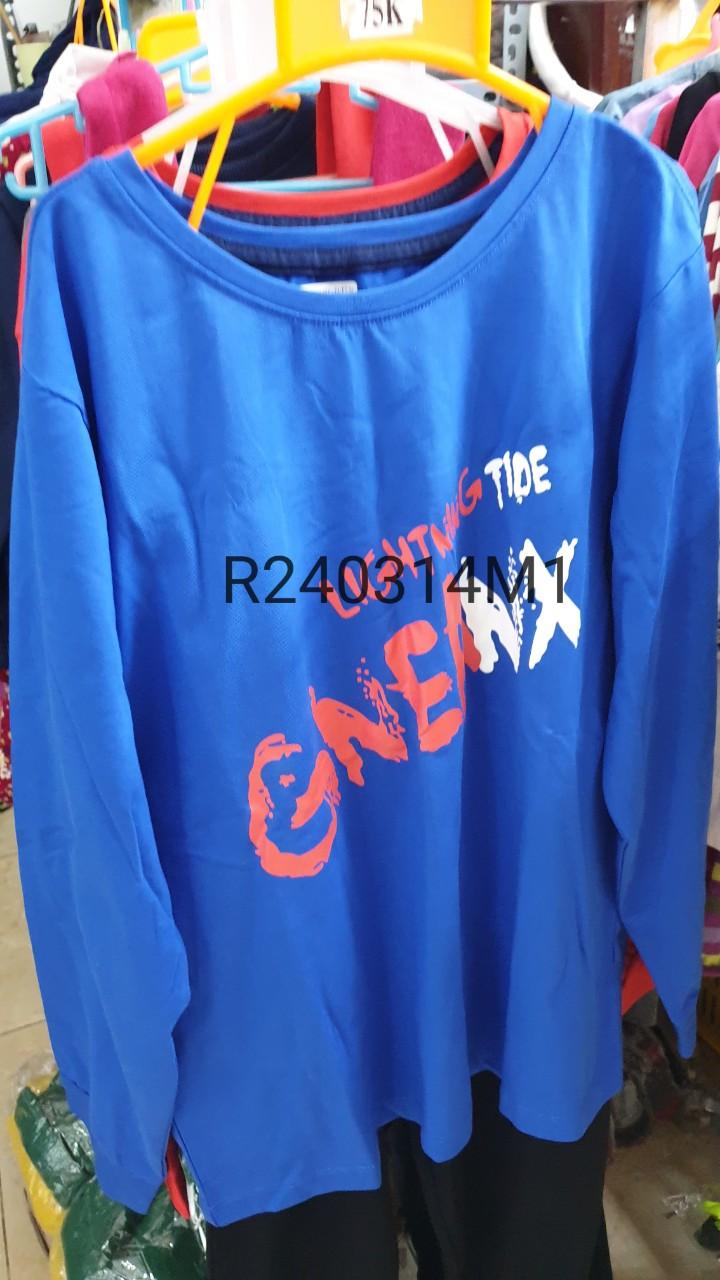 75K
LIGHTNING TIDE
R240314M1